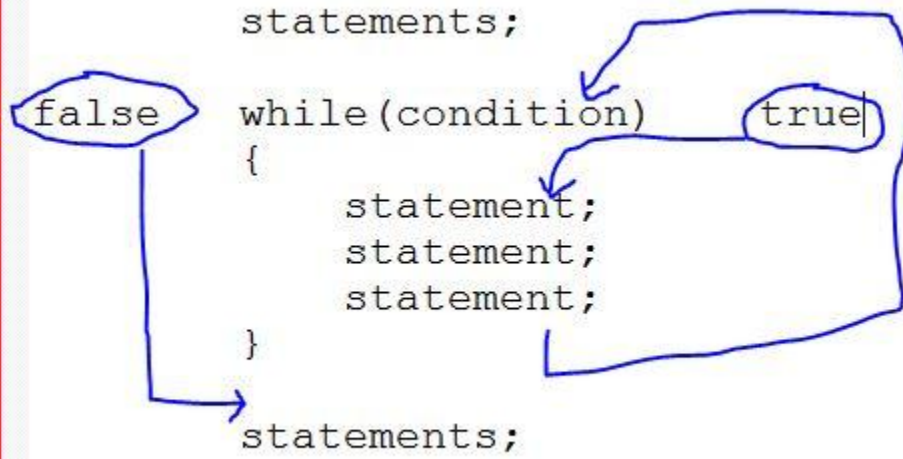 statements;
false while(condition) true
{
statement;
statement;
statement;
}
statements;